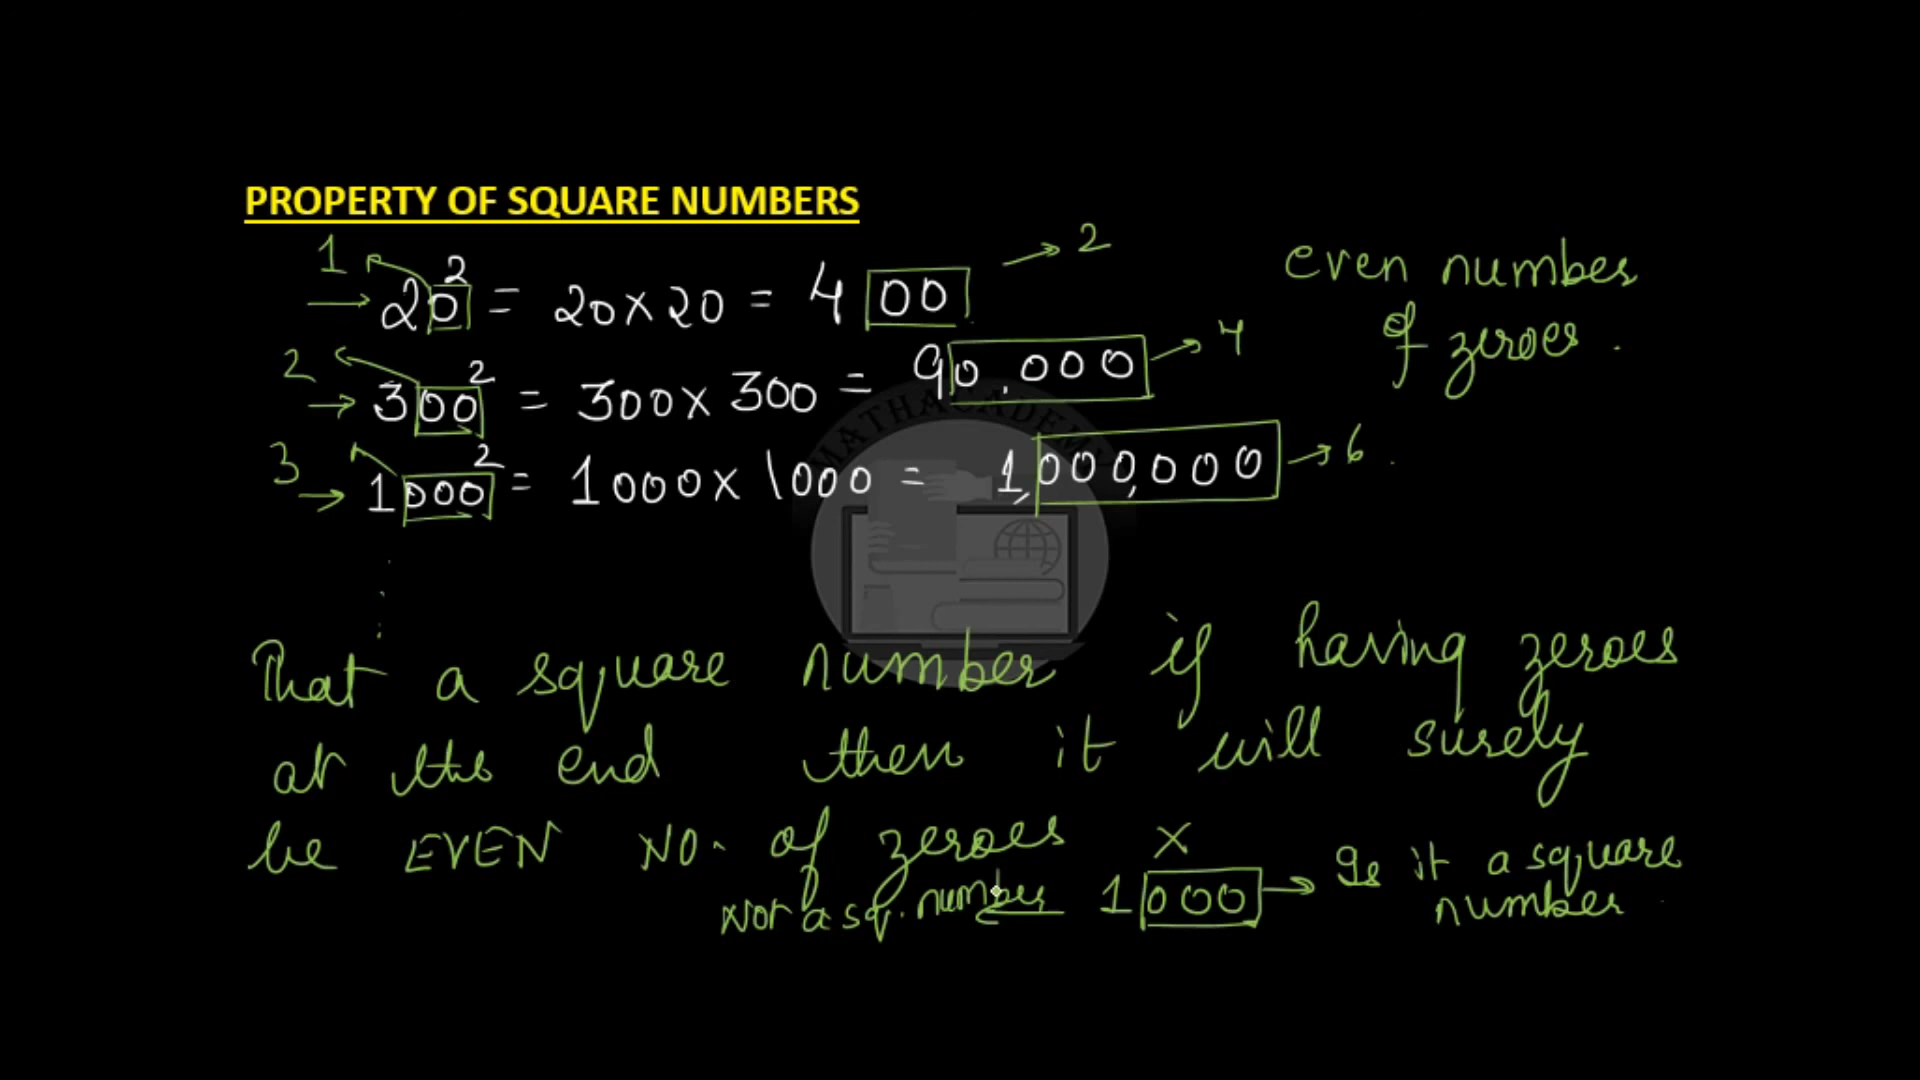 PROPERTY OF SQUARE NUMBERS
1 → 20² = 20 x 20 = 400 → 2
even number
of zeroes.
2 → 300² = 300 x 300 = 90,000 → 4
3 → 1000² = 1000 x 1000 = 1,000,000 → 6
MATHACADEM
That a square number if having zeroes
at the end then it will surely
be EVEN NO. of zeroes
x
Not a sq. number ← 1000 → Is it a square
number